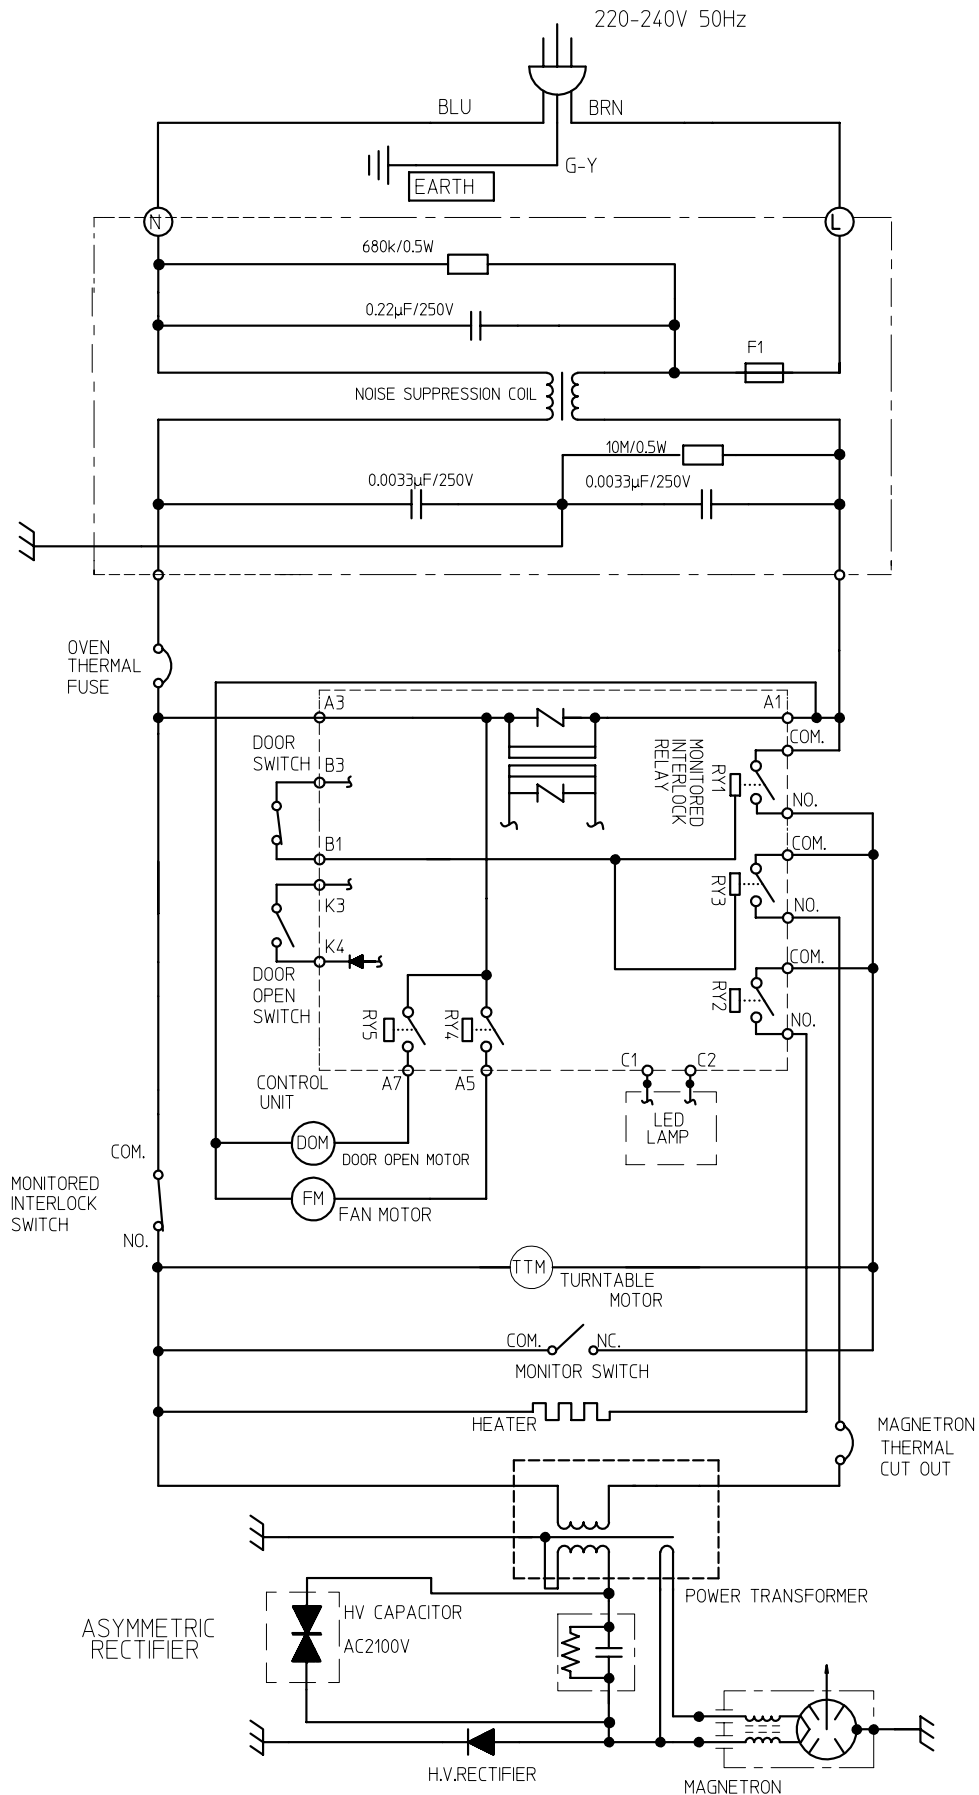 220-240V 50Hz
BLU
BRN
G-Y
EARTH
N
L
680k/0.5W
0.22µF/250V
F1
NOISE SUPPRESSION COIL
10M/0.5W
0.0033µF/250V
0.0033µF/250V
OVEN
THERMAL
FUSE
A3
A1
COM.
DOOR
SWITCH
B3
MONITORED
INTERLOCK
RELAY
RY1
NO.
B1
COM.
K3
RY3
NO.
K4
COM.
DOOR
OPEN
SWITCH
RY5
RY4
RY2
NO.
C1
C2
A7
A5
CONTROL
UNIT
LED
LAMP
DOM
DOOR OPEN MOTOR
COM.
MONITORED
INTERLOCK
SWITCH
FM
FAN MOTOR
NO.
TTM
TURNTABLE
MOTOR
COM.
NC.
MONITOR SWITCH
HEATER
MAGNETRON
THERMAL
CUT OUT
POWER TRANSFORMER
HV CAPACITOR
AC2100V
ASYMMETRIC
RECTIFIER
H.V.RECTIFIER
MAGNETRON